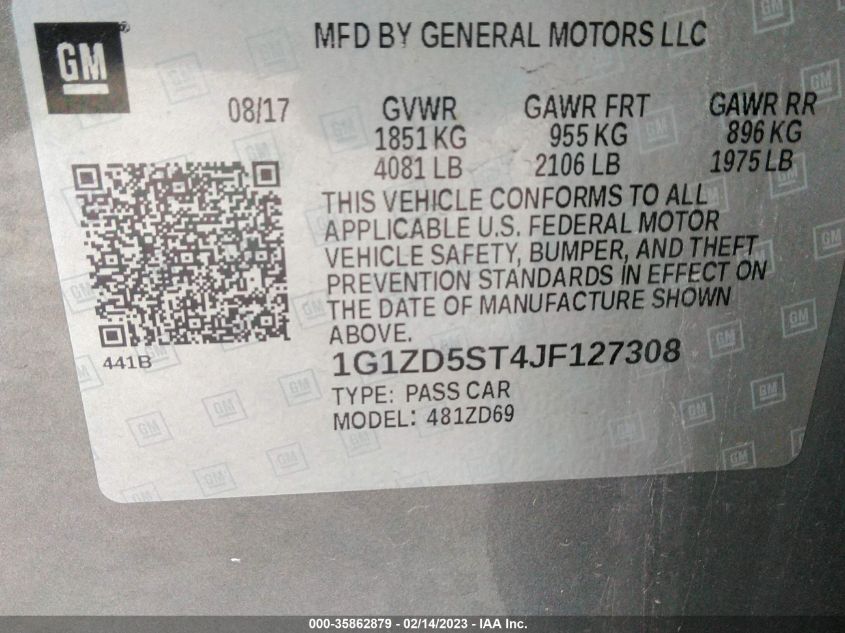 GM
MFD BY GENERAL MOTORS LLC
08/17 GVWR GAWR FRT GAWR RR
1851 KG 955 KG 896 KG
4081 LB 2106 LB 1975 LB
THIS VEHICLE CONFORMS TO ALL
APPLICABLE U.S. FEDERAL MOTOR
VEHICLE SAFETY, BUMPER, AND THEFT
PREVENTION STANDARDS IN EFFECT ON
THE DATE OF MANUFACTURE SHOWN
ABOVE.
441B
1G1ZD5ST4JF127308
TYPE: PASS CAR
MODEL: 481ZD69
000-35862879 - 02/14/2023 - IAA Inc.